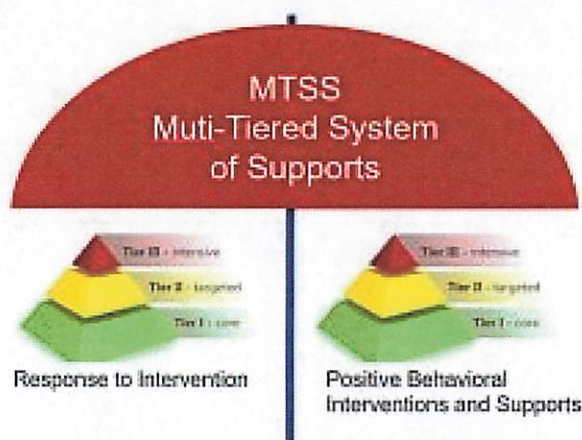 MTSS
Muti-Tiered System
of Supports
Tier III - intensive
Tier II - targeted
Tier I - core
Response to Intervention
Tier III - intensive
Tier II - targeted
Tier I - core
Positive Behavioral
Interventions and Supports